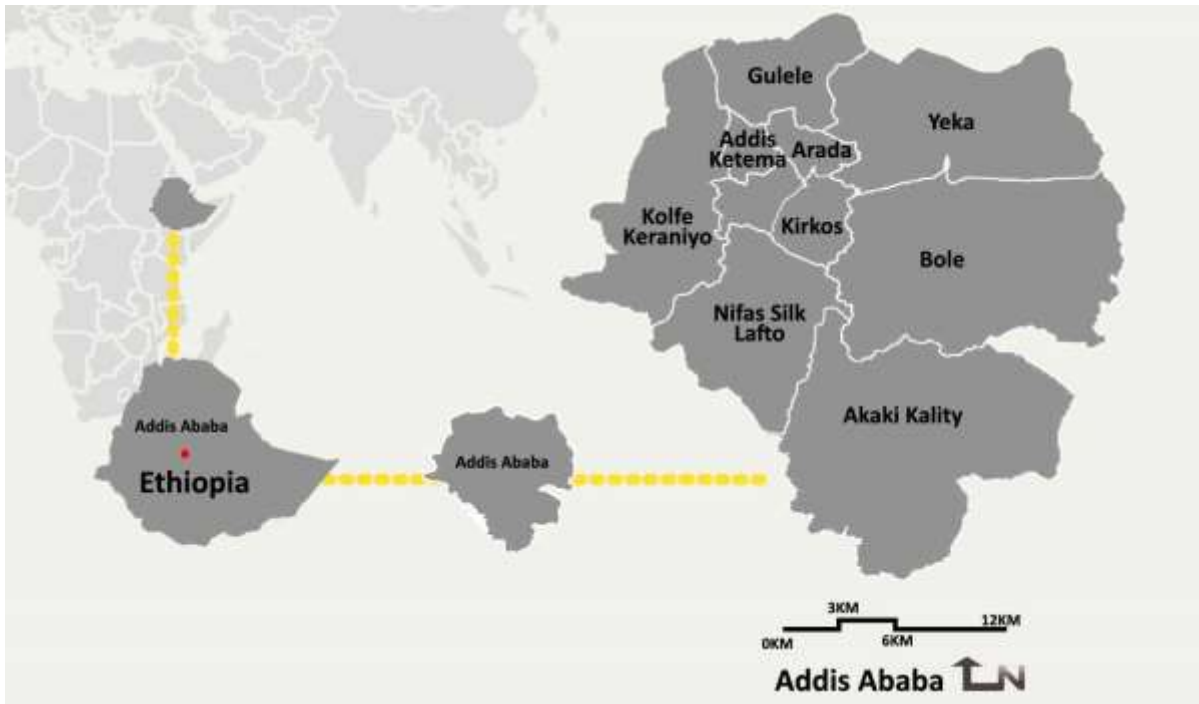 Gulele
Yeka
Addis
Ketema
Arada
Kolfe
Keraniyo
Kirkos
Bole
Nifas Silk
Lafto
Akaki Kality
Addis Ababa
Ethiopia
Addis Ababa
3KM
12KM
0KM
6KM
Addis Ababa N